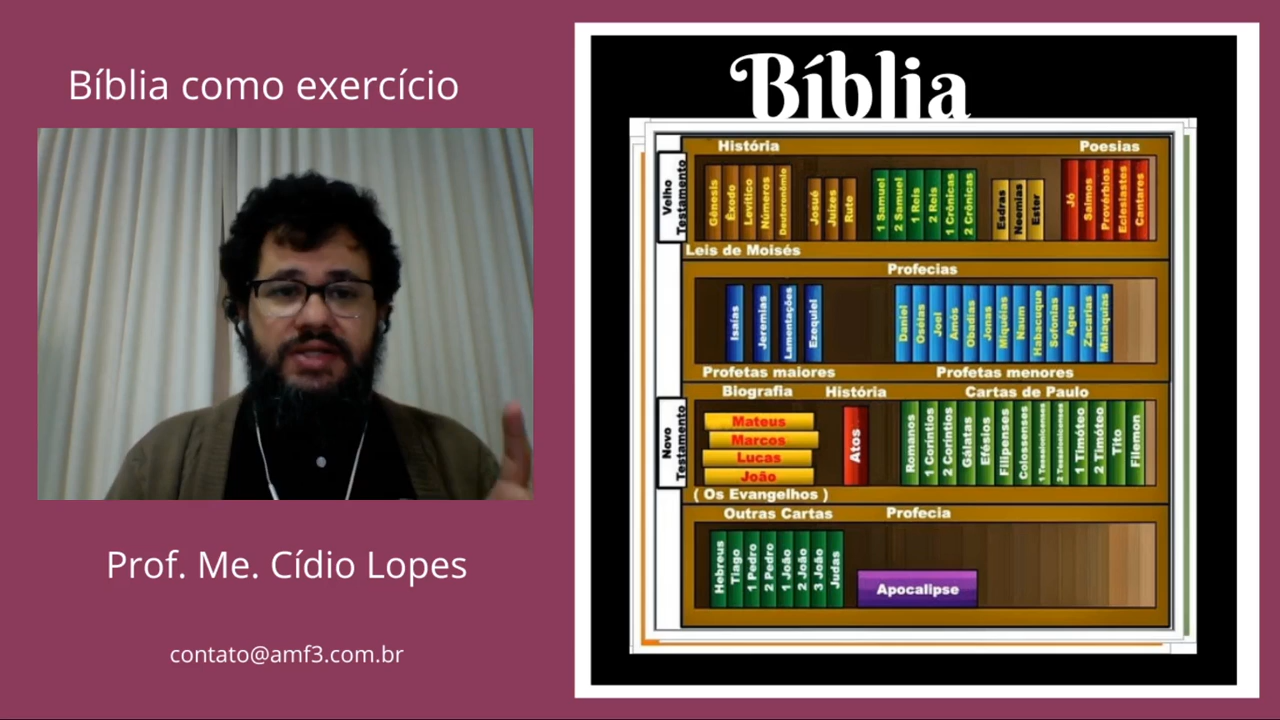 Bíblia como exercício
Prof. Me. Cídio Lopes
contato@amf3.com.br
Bíblia
História
Poesias
Velho
Testamento
Gênesis
Êxodo
Levítico
Números
Deuteronômio
Josué
Juízes
Rute
1 Samuel
2 Samuel
1 Reis
2 Reis
1 Crônicas
2 Crônicas
Esdras
Neemias
Ester
Jó
Salmos
Provérbios
Eclesiastes
Cantares
Leis de Moisés
Profecias
Isaías
Jeremias
Lamentações
Ezequiel
Daniel
Oséias
Joel
Amós
Obadias
Jonas
Miquéias
Naum
Habacuque
Sofonias
Ageu
Zacarias
Malaquias
Profetas maiores
Profetas menores
Biografia
História
Cartas de Paulo
Novo
Testamento
Mateus
Marcos
Lucas
João
Atos
Romanos
1 Coríntios
2 Coríntios
Gálatas
Efésios
Filipenses
Colossenses
1 Tessalonicenses
2 Tessalonicenses
1 Timóteo
2 Timóteo
Tito
Filemon
( Os Evangelhos )
Outras Cartas
Profecia
Hebreus
Tiago
1 Pedro
2 Pedro
1 João
2 João
3 João
Judas
Apocalipse